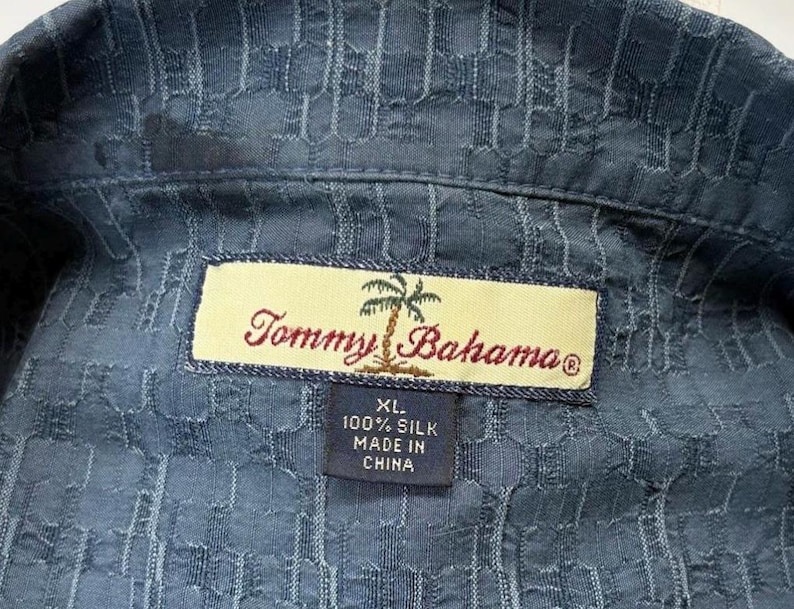 Tommy Bahama®
XL
100% SILK
MADE IN
CHINA